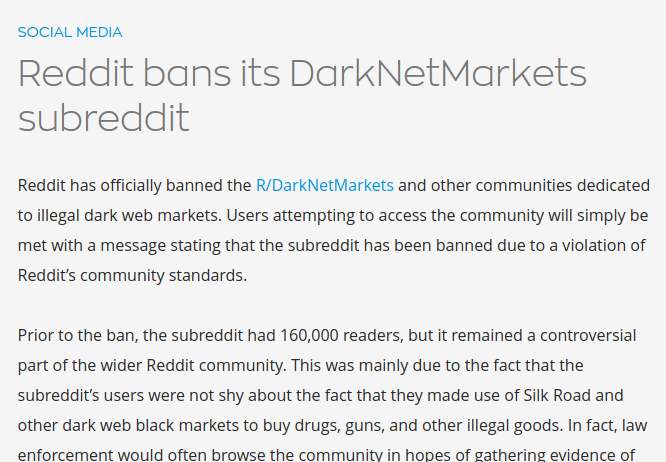 SOCIAL MEDIA
Reddit bans its DarkNetMarkets
subreddit
Reddit has officially banned the R/DarkNetMarkets and other communities dedicated
to illegal dark web markets. Users attempting to access the community will simply be
met with a message stating that the subreddit has been banned due to a violation of
Reddit’s community standards.
Prior to the ban, the subreddit had 160,000 readers, but it remained a controversial
part of the wider Reddit community. This was mainly due to the fact that the
subreddit’s users were not shy about the fact that they made use of Silk Road and
other dark web black markets to buy drugs, guns, and other illegal goods. In fact, law
enforcement would often browse the community in hopes of gathering evidence of